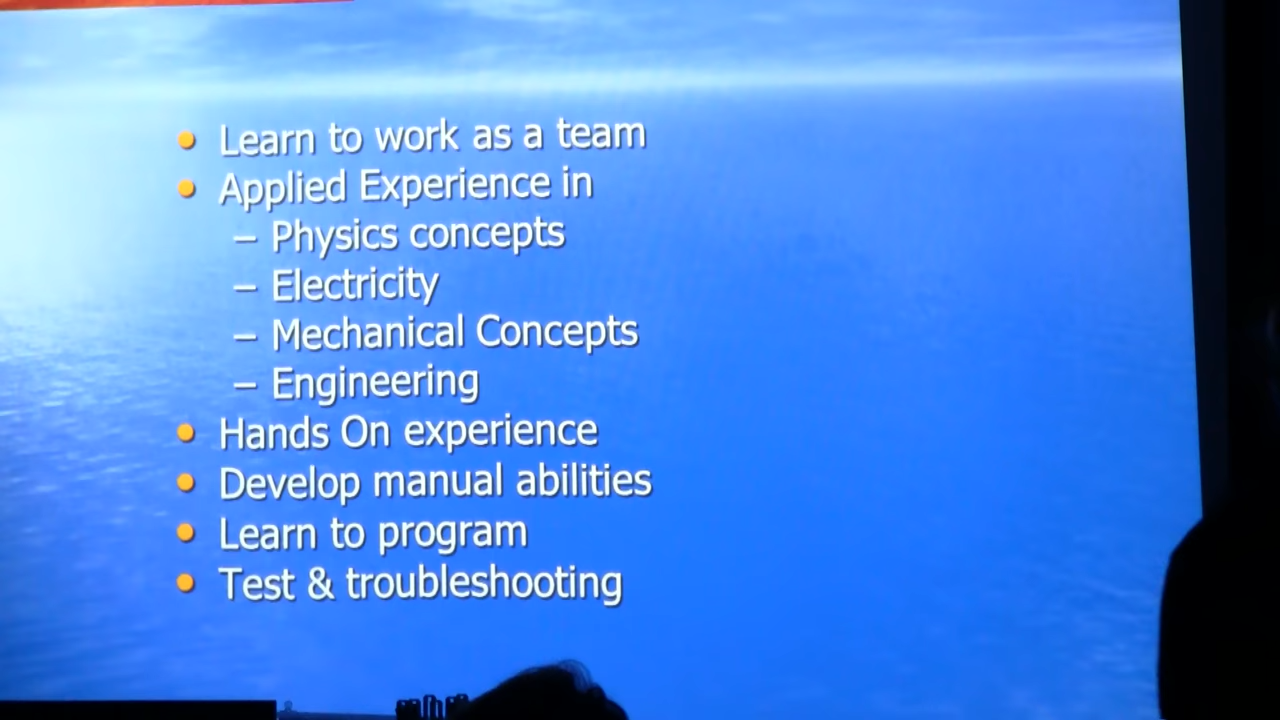 • Learn to work as a team
• Applied Experience in
– Physics concepts
– Electricity
– Mechanical Concepts
– Engineering
• Hands On experience
• Develop manual abilities
• Learn to program
• Test & troubleshooting